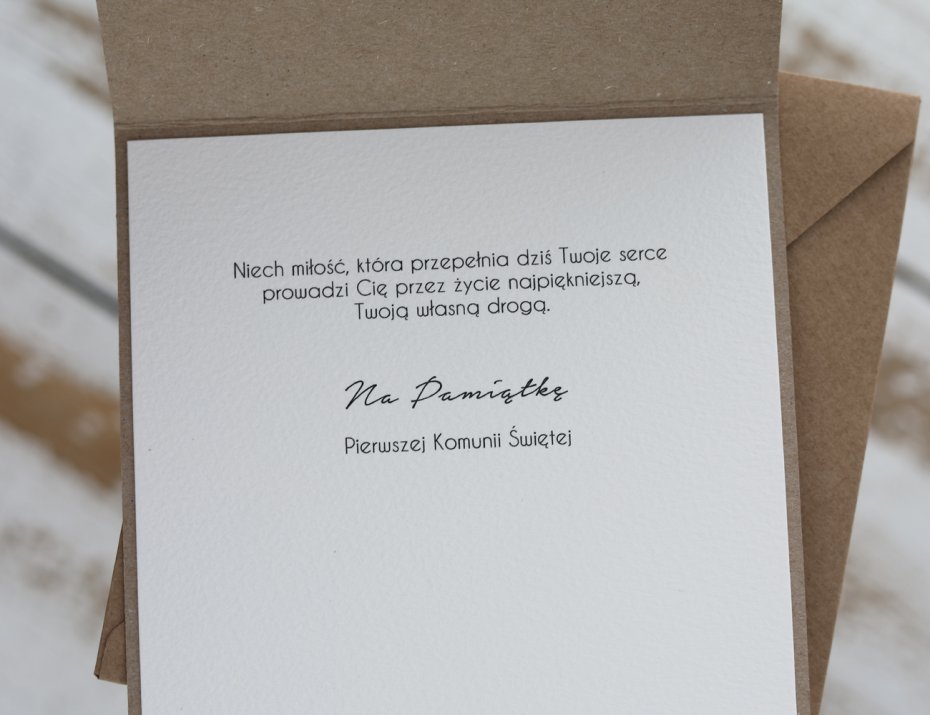 Niech miłość, która przepełnia dziś Twoje serce
prowadzi Cię przez życie najpiękniejszą,
Twoją własną drogą.
Na Pamiątkę
Pierwszej Komunii Świętej